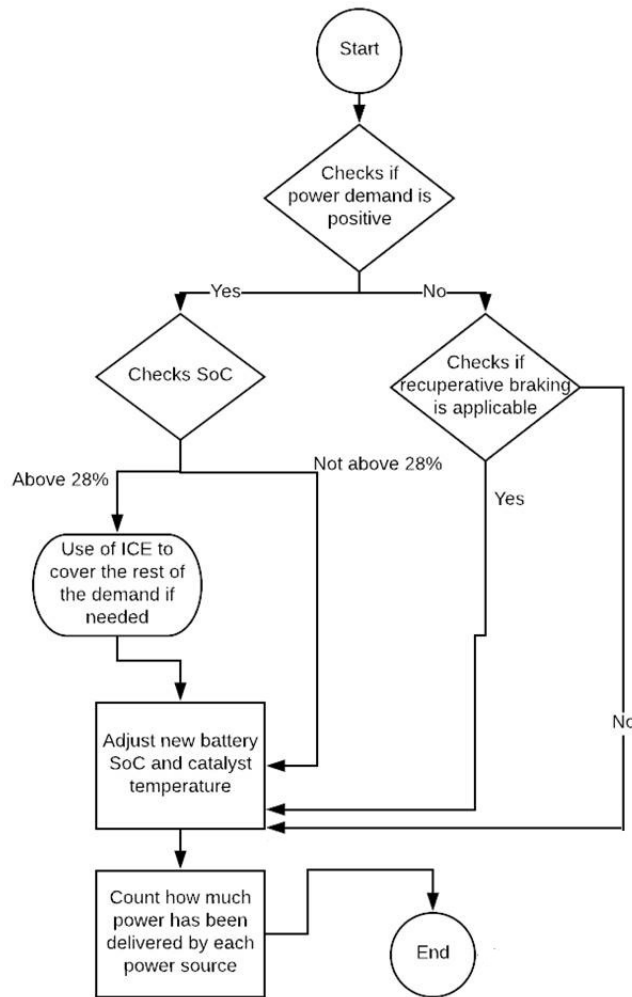 Start
Checks if
power demand is
positive
Yes
No
Checks SoC
Checks if
recuperative braking
is applicable
Above 28%
Not above 28%
Yes
Use of ICE to
cover the rest of
the demand if
needed
No
Adjust new battery
SoC and catalyst
temperature
Count how much
power has been
delivered by each
power source
End